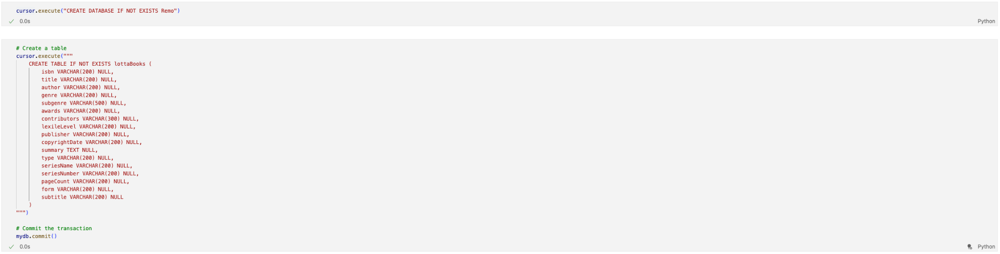 cursor.execute("CREATE DATABASE IF NOT EXISTS Remo")
0.0s
Python
# Create a table
cursor.execute("""
CREATE TABLE IF NOT EXISTS lottaBooks (
isbn VARCHAR(200) NULL,
title VARCHAR(200) NULL,
author VARCHAR(200) NULL,
genre VARCHAR(200) NULL,
subgenre VARCHAR(500) NULL,
awards VARCHAR(200) NULL,
contributors VARCHAR(300) NULL,
lexileLevel VARCHAR(200) NULL,
publisher VARCHAR(200) NULL,
copyrightDate VARCHAR(200) NULL,
summary TEXT NULL,
type VARCHAR(200) NULL,
seriesName VARCHAR(200) NULL,
seriesNumber VARCHAR(200) NULL,
pageCount VARCHAR(200) NULL,
form VARCHAR(200) NULL,
subtitle VARCHAR(200) NULL
)
""")
# Commit the transaction
mydb.commit()
0.0s
Python